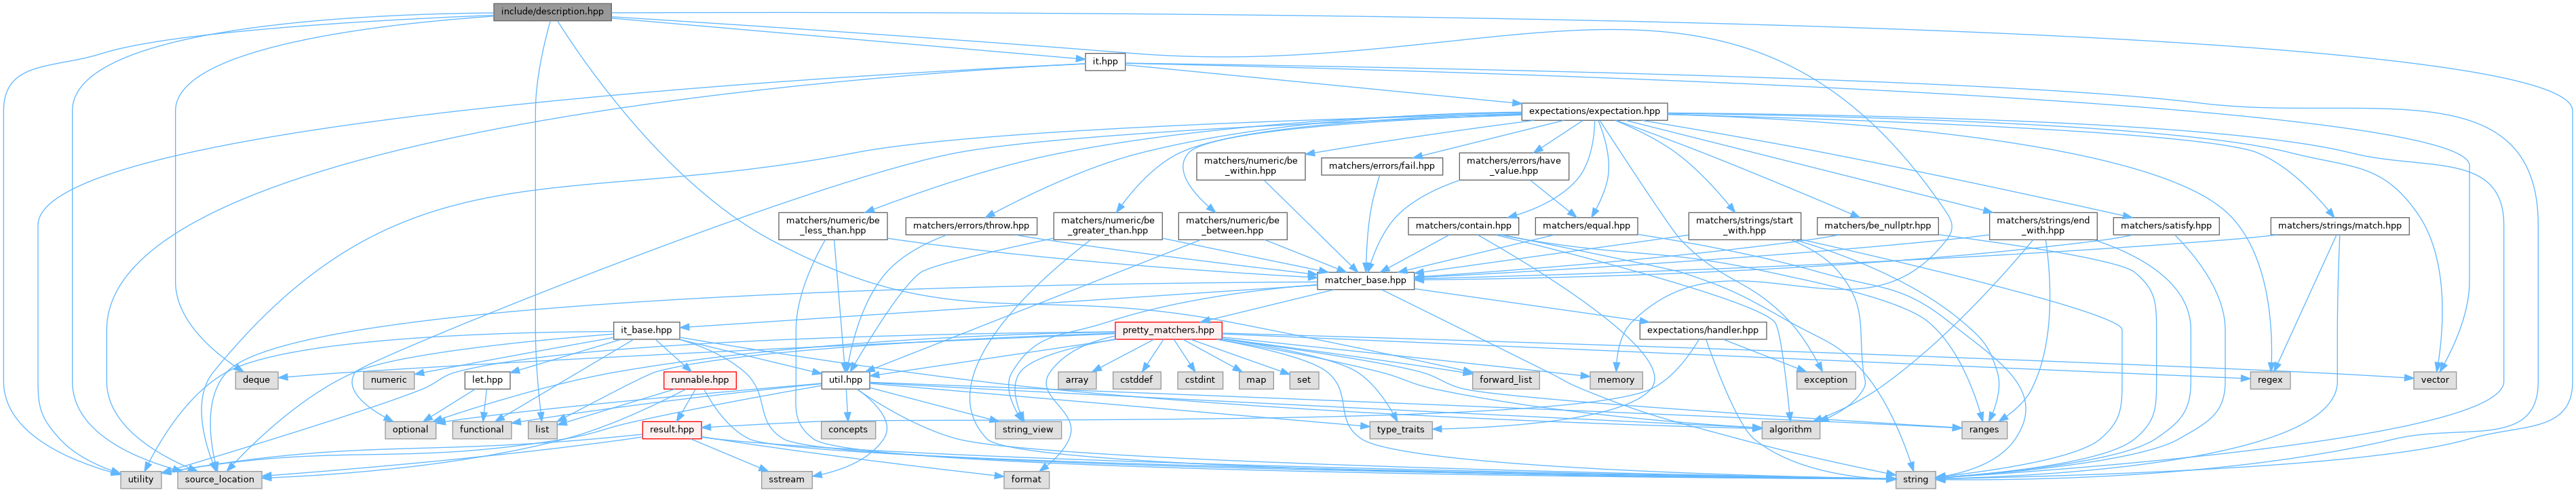 include/description.hpp
it.hpp
expectations/expectation.hpp
matchers/numeric/be
_within.hpp
matchers/errors/fail.hpp
matchers/errors/have
_value.hpp
matchers/numeric/be
_less_than.hpp
matchers/errors/throw.hpp
matchers/numeric/be
_greater_than.hpp
matchers/numeric/be
_between.hpp
matchers/contain.hpp
matchers/equal.hpp
matchers/strings/start
_with.hpp
matchers/be_nullptr.hpp
matchers/strings/end
_with.hpp
matchers/satisfy.hpp
matchers/strings/match.hpp
matcher_base.hpp
it_base.hpp
pretty_matchers.hpp
expectations/handler.hpp
deque
numeric
let.hpp
runnable.hpp
util.hpp
array
cstddef
cstdint
map
set
forward_list
memory
exception
regex
vector
optional
functional
list
concepts
string_view
type_traits
algorithm
ranges
result.hpp
utility
source_location
sstream
format
string